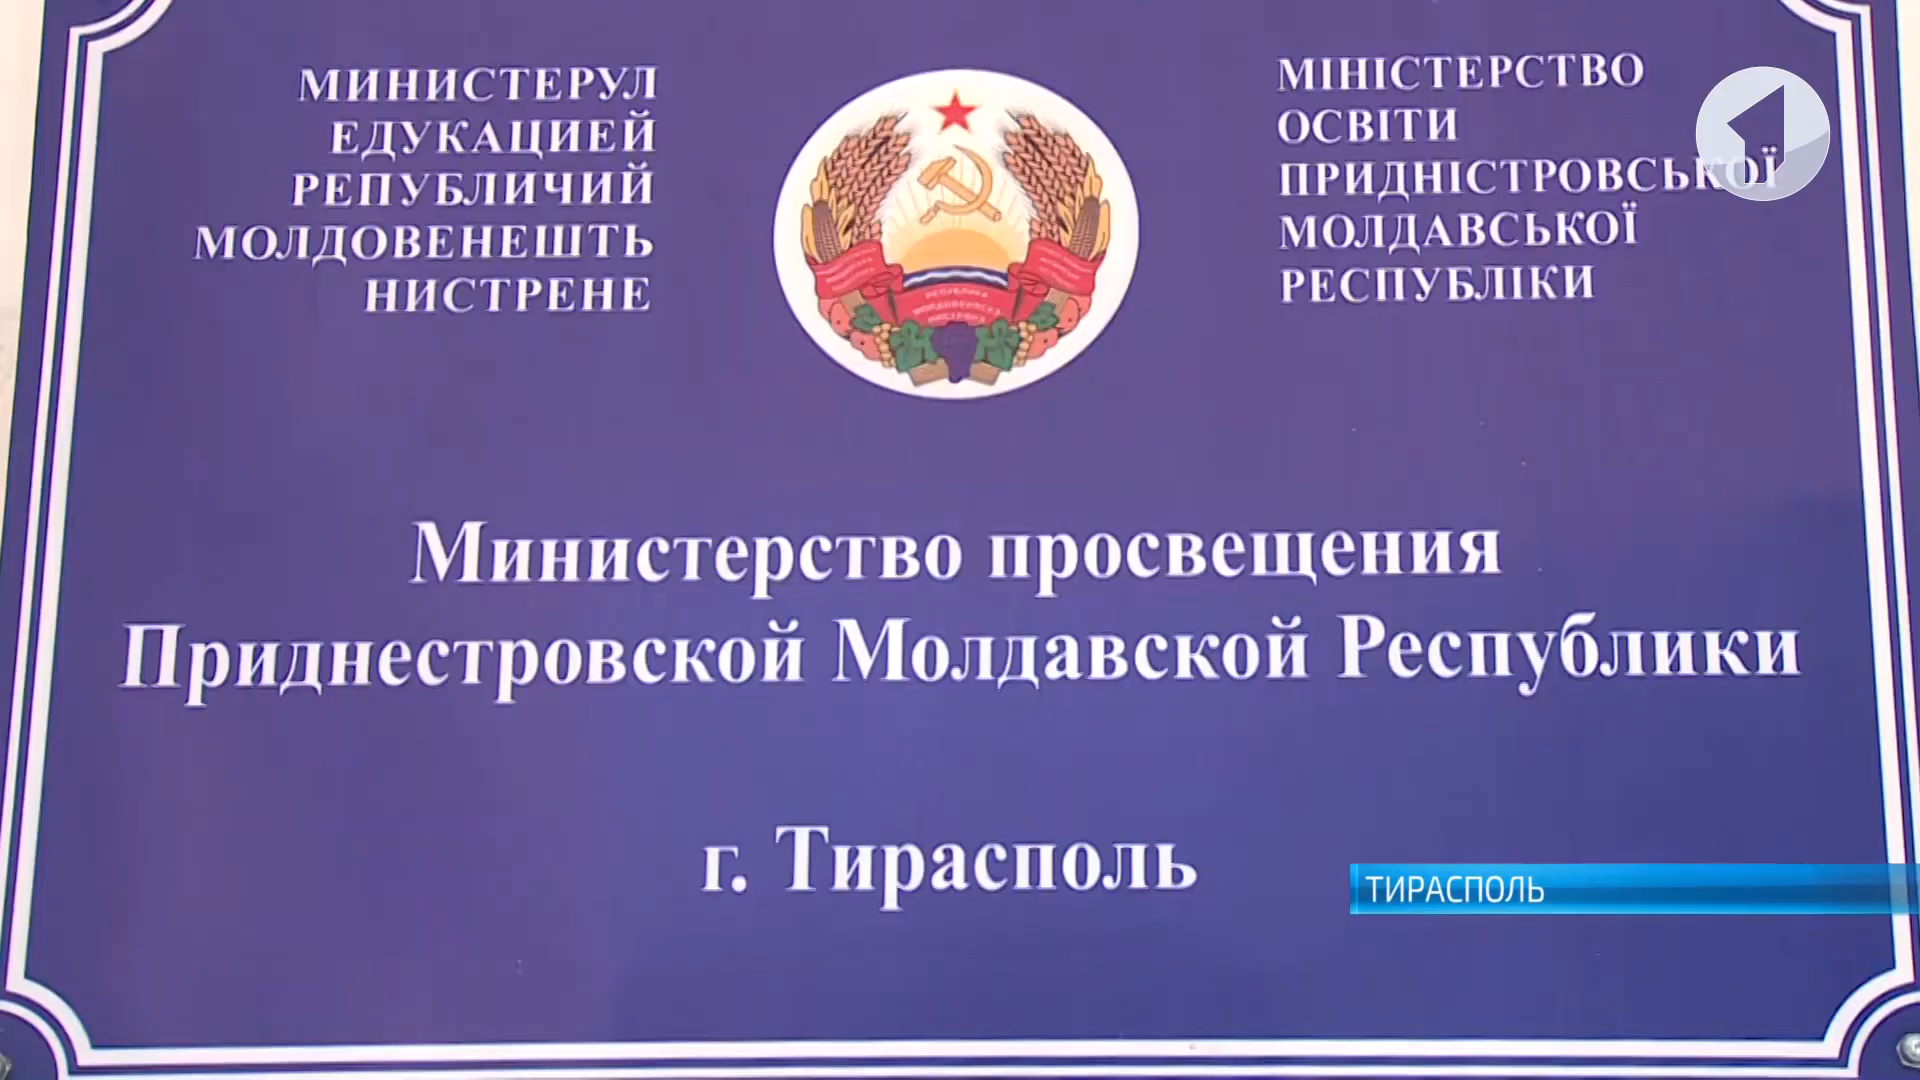 МИНИСТЕРУЛ
ЕДУКАЦИЕЙ
РЕПУБЛИЧИЙ
МОЛДОВЕНЕШТЬ
НИСТРЕНЕ
МІНІСТЕРСТВО
ОСВІТИ
ПРИДНІСТРОВСЬКОЇ
МОЛДАВСЬКОЇ
РЕСПУБЛІКИ
Министерство просвещения
Приднестровской Молдавской Республики
г. Тирасполь
ТИРАСПОЛЬ